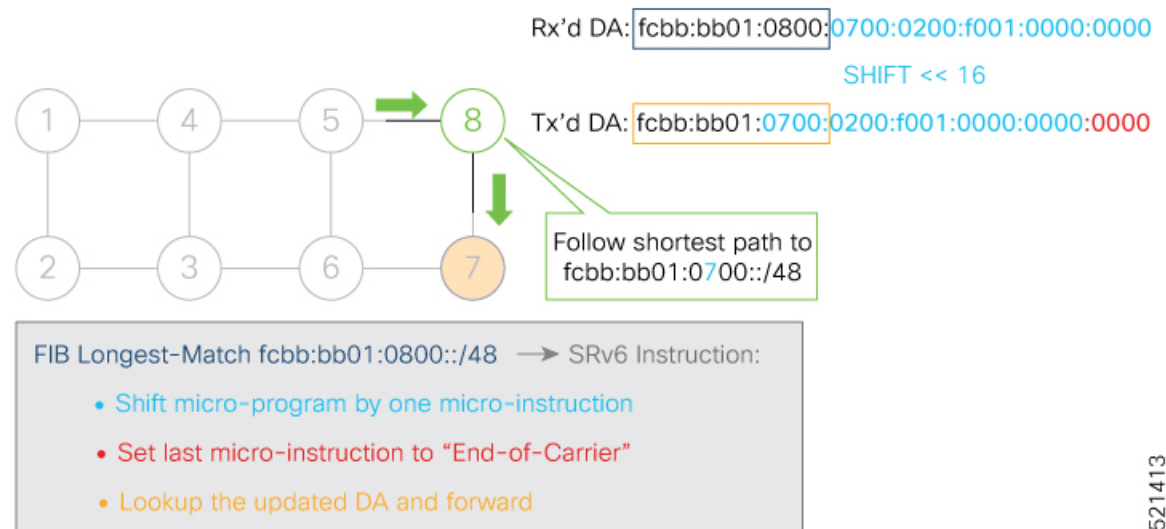 Rx'd DA: fcbb:bb01:0800:0700:0200:f001:0000:0000
SHIFT << 16
Tx'd DA: fcbb:bb01:0700:0200:f001:0000:0000:0000
1
4
5
8
2
3
6
7
Follow shortest path to
fcbb:bb01:0700::/48
FIB Longest-Match fcbb:bb01:0800::/48 → SRv6 Instruction:
• Shift micro-program by one micro-instruction
• Set last micro-instruction to “End-of-Carrier”
• Lookup the updated DA and forward
521413